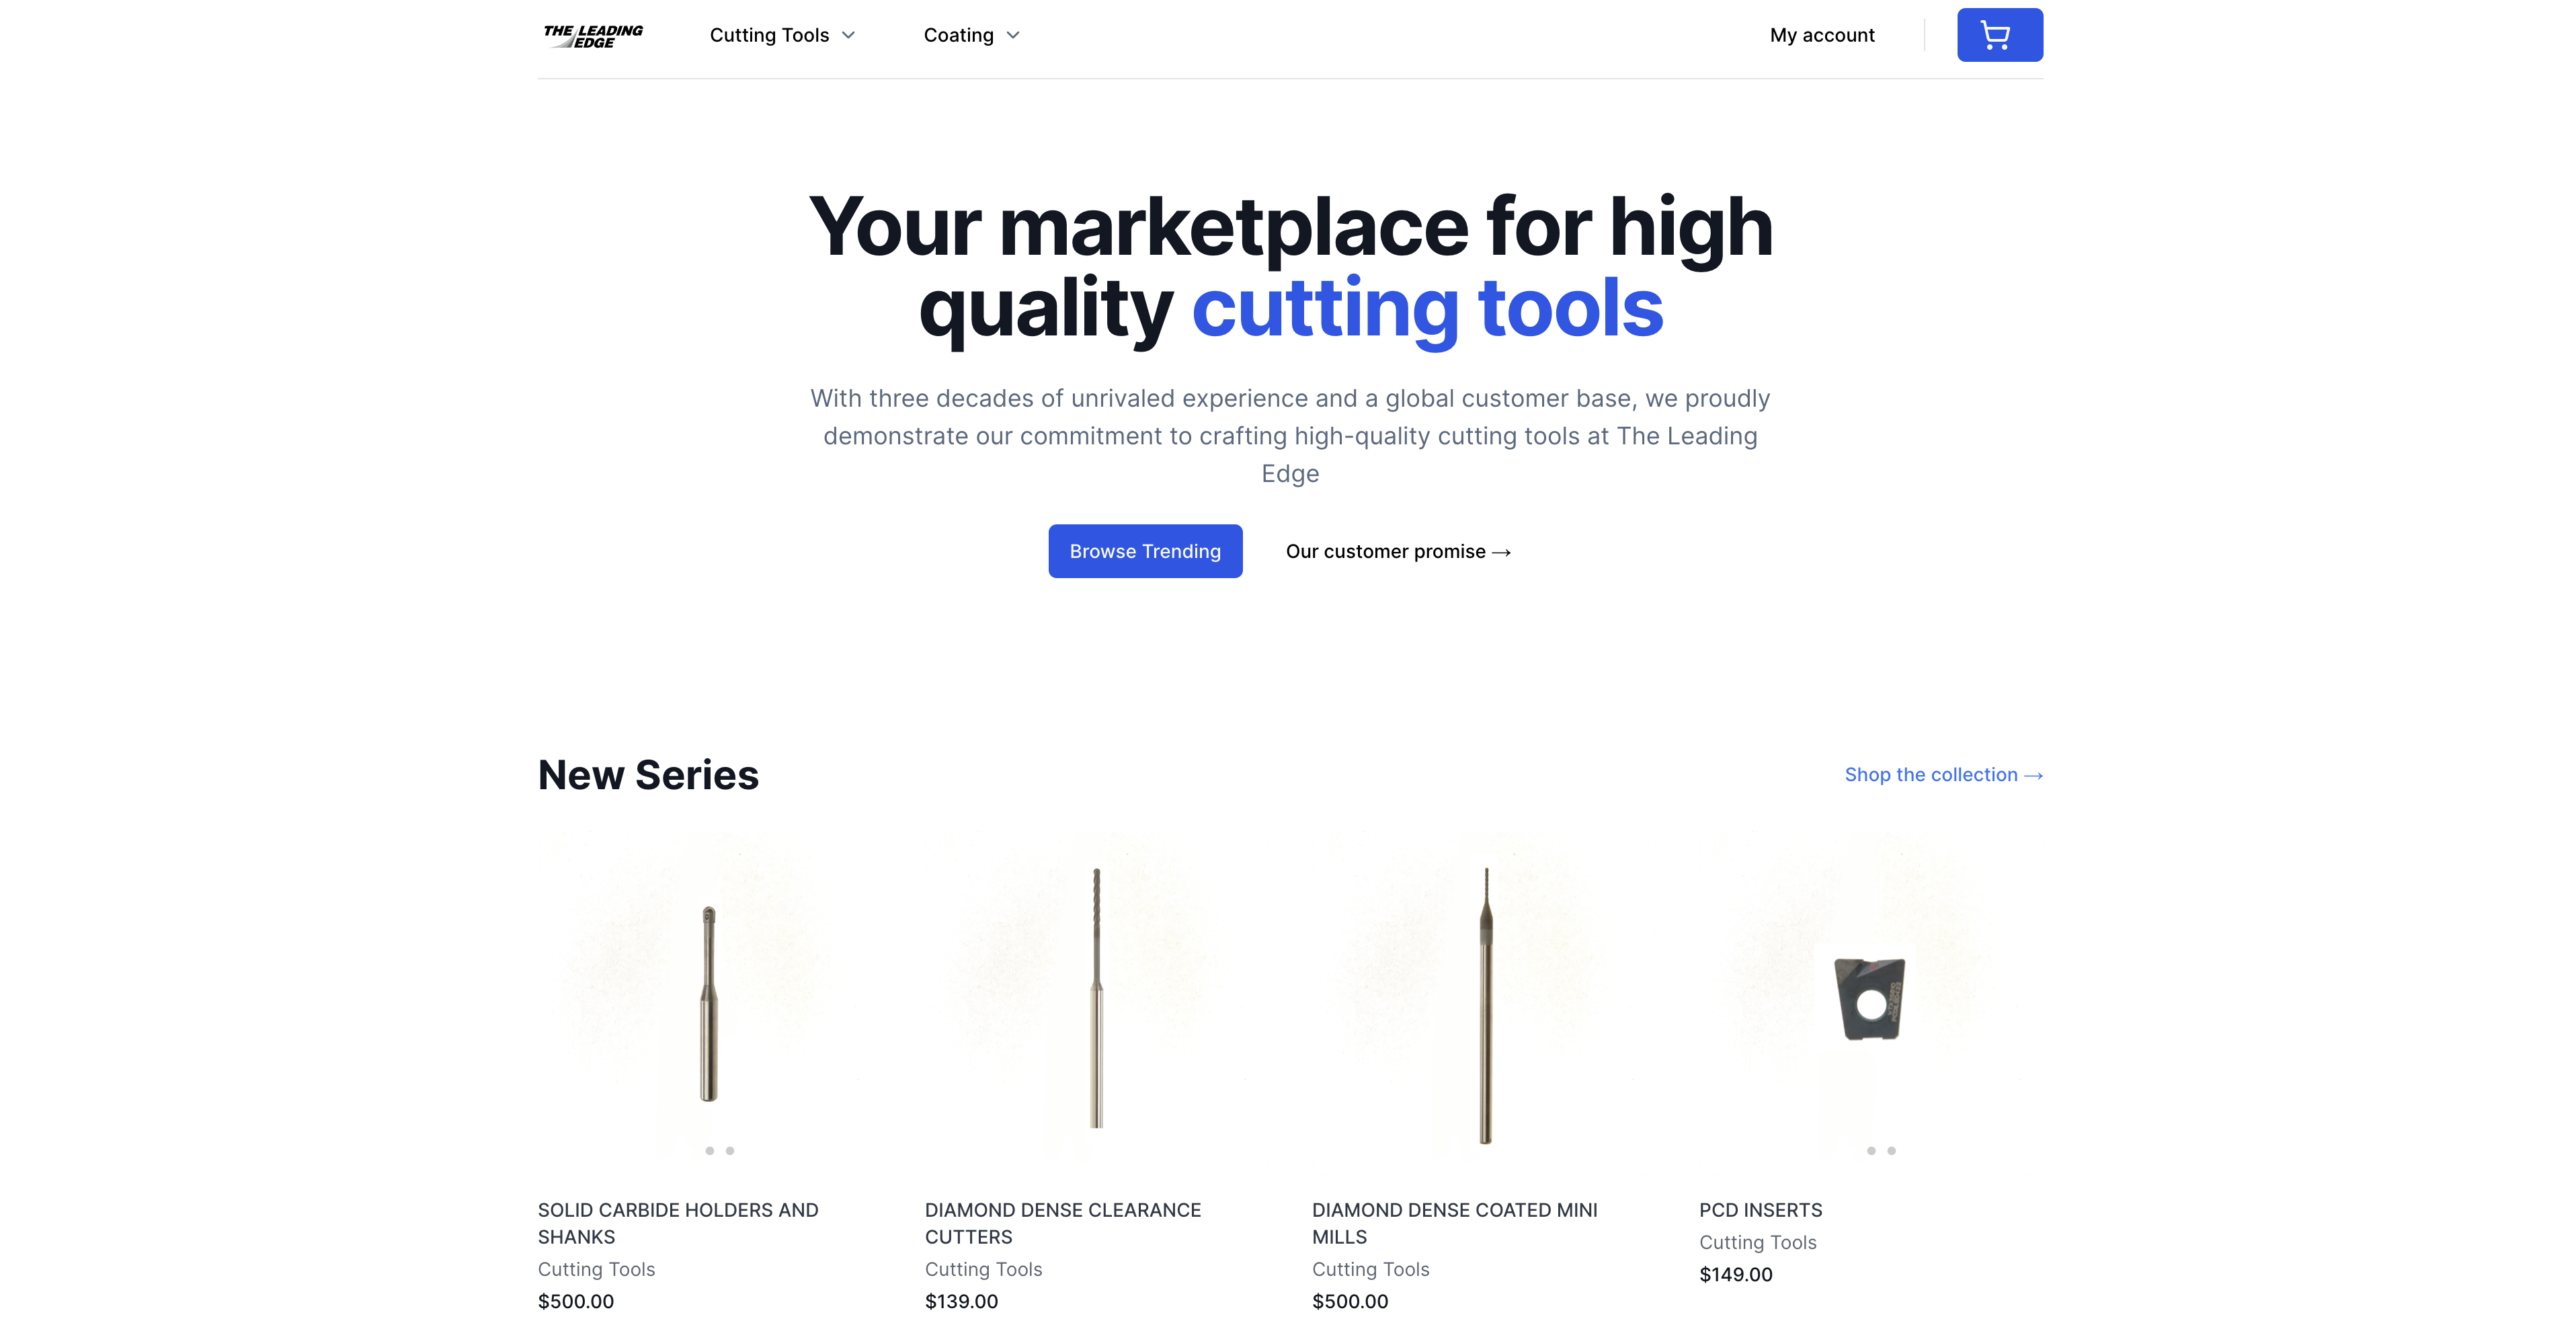 THE LEADING
EDGE
Cutting Tools
Coating
My account
Your marketplace for high
quality cutting tools
With three decades of unrivaled experience and a global customer base, we proudly
demonstrate our commitment to crafting high-quality cutting tools at The Leading
Edge
Browse Trending
Our customer promise →
New Series
Shop the collection →
SOLID CARBIDE HOLDERS AND
SHANKS
Cutting Tools
$500.00
DIAMOND DENSE CLEARANCE
CUTTERS
Cutting Tools
$139.00
DIAMOND DENSE COATED MINI
MILLS
Cutting Tools
$500.00
PCD INSERTS
Cutting Tools
$149.00